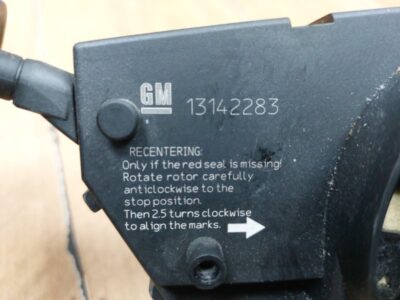 GM 13142283
RECENTERING:
Only if the red seal is missing!
Rotate rotor carefully
anticlockwise to the
stop position.
Then 2.5 turns clockwise
to align the marks.